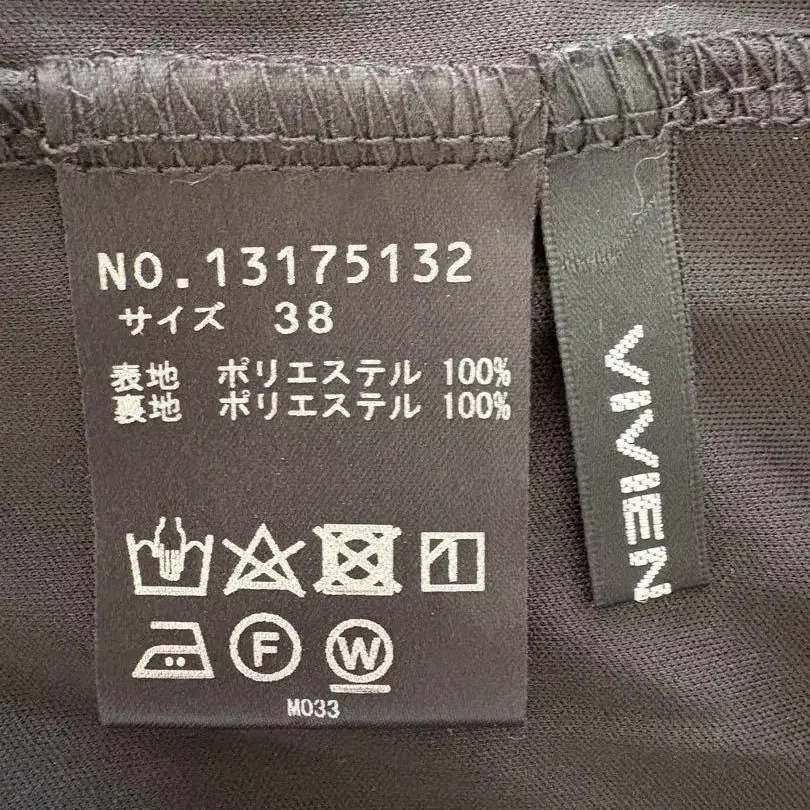 NO.13175132
サイズ 38
表地 ポリエステル 100%
裏地 ポリエステル 100%
F W
M033
VIVIEN